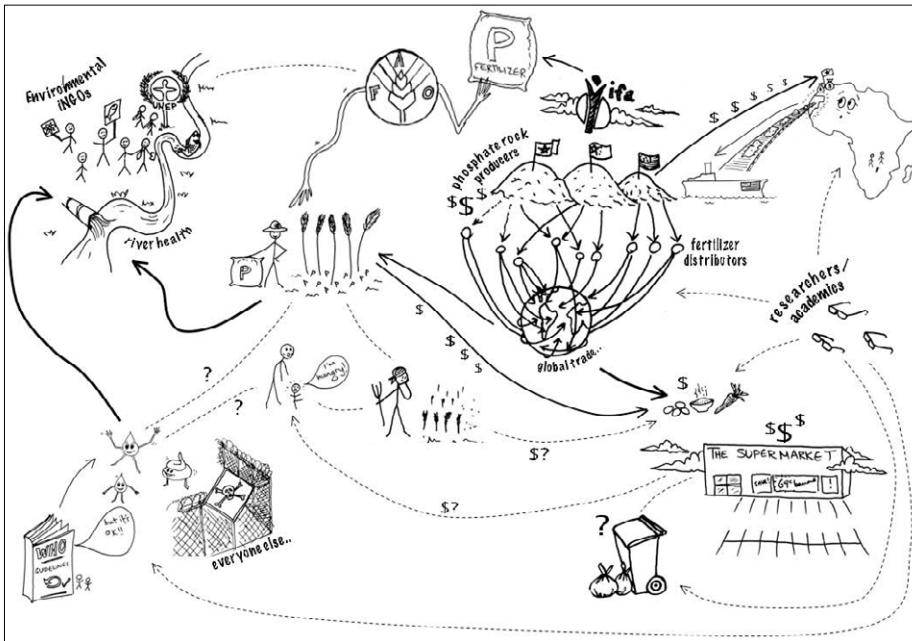 Environmental
iNGOs
UNEP
F A O
P
FERTILIZER
ifa
$ $ $ $ $
phosphate rock
producers
$$$
river health
P
fertilizer
distributors
researchers/
academics
$
$
$
global trade..
?
?
I'm
hungry!
$
$?
$?
$$$
THE SUPERMARKET
69¢
!
?
but it's
OK!!
WHO
GUIDELINES
everyone else..